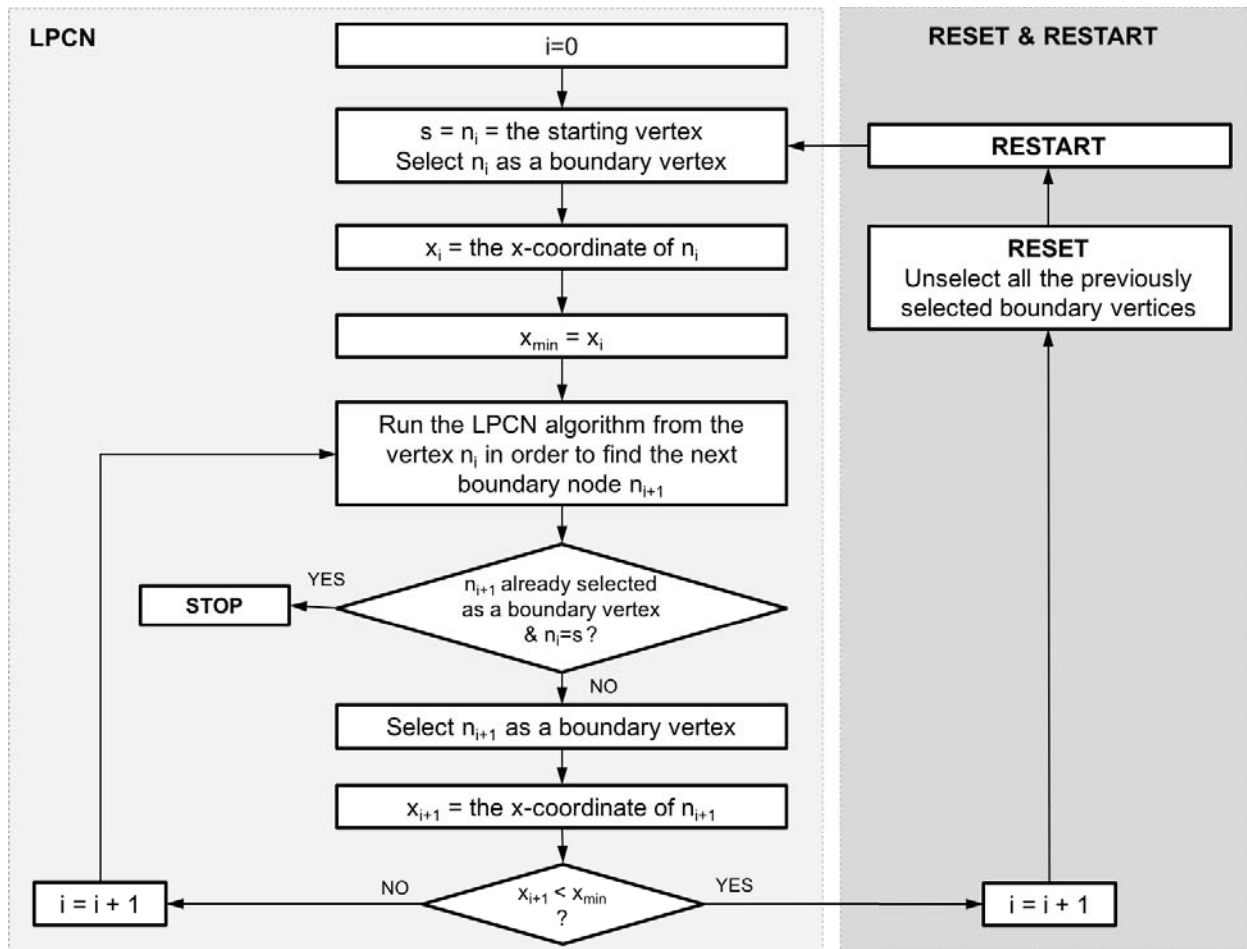 LPCN
i=0
s = nᵢ = the starting vertex
Select nᵢ as a boundary vertex
xᵢ = the x-coordinate of nᵢ
xₘᵢₙ = xᵢ
Run the LPCN algorithm from the
vertex nᵢ in order to find the next
boundary node nᵢ₊₁
nᵢ₊₁ already selected
as a boundary vertex
& nᵢ=s ?
YES
STOP
NO
Select nᵢ₊₁ as a boundary vertex
xᵢ₊₁ = the x-coordinate of nᵢ₊₁
xᵢ₊₁ < xₘᵢₙ
?
NO
i = i + 1
YES
i = i + 1
RESET & RESTART
RESTART
RESET
Unselect all the previously
selected boundary vertices